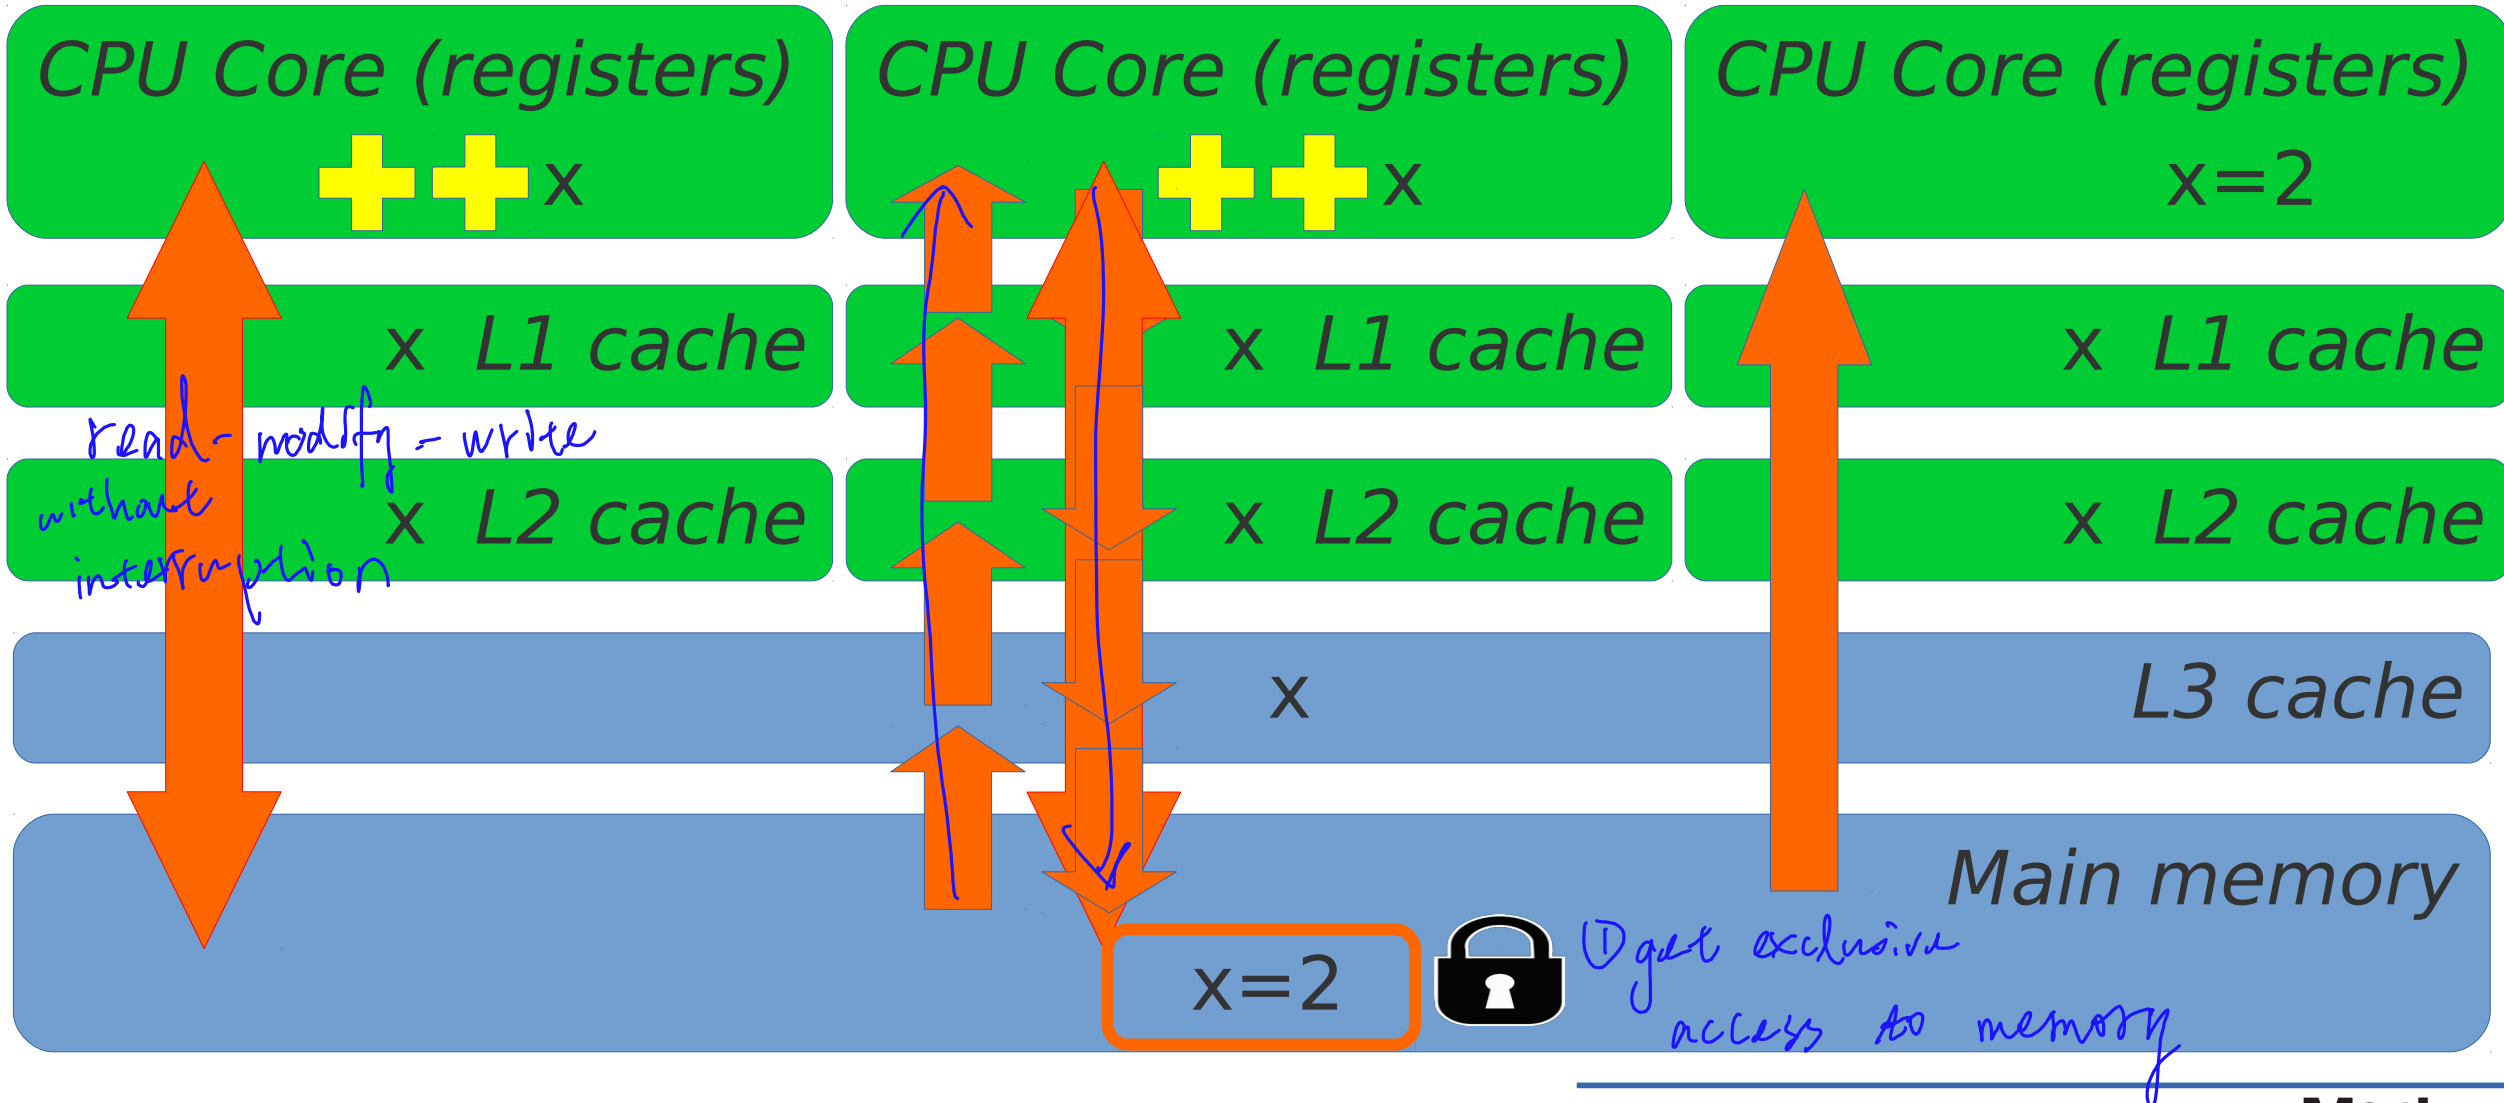 CPU Core (registers) CPU Core (registers) CPU Core (registers)
x x x=2
x L1 cache x L1 cache x L1 cache
Read - modify - write
without
x L2 cache x L2 cache x L2 cache
interruption
x L3 cache
Main memory
x=2
① get exclusive
access to memory